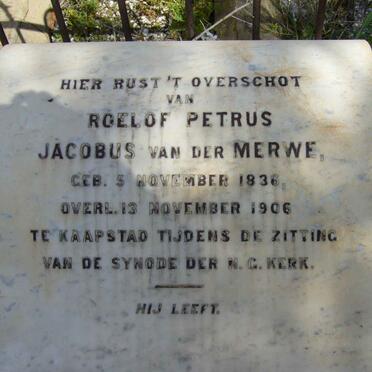 HIER RUST 'T OVERSCHOT
VAN
ROELOF PETRUS
JACOBUS VAN DER MERWE,
GEB. 5 NOVEMBER 1836,
OVERL. 13 NOVEMBER 1906
TE KAAPSTAD TIJDENS DE ZITTING
VAN DE SYNODE DER N. G. KERK.
HIJ LEEFT.